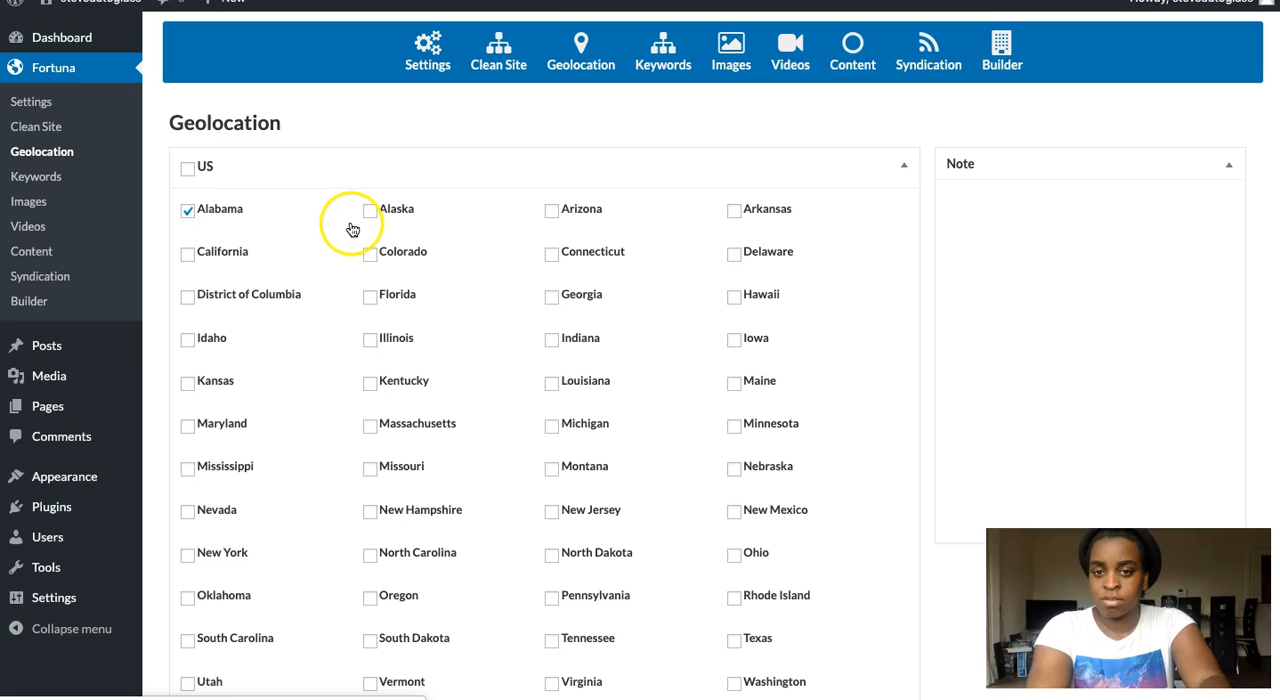 steveautoglass
New
Howdy, steveautoglass
Dashboard
Fortuna
Settings
Clean Site
Geolocation
Keywords
Images
Videos
Content
Syndication
Builder
Posts
Media
Pages
Comments
Appearance
Plugins
Users
Tools
Settings
Collapse menu
Settings Clean Site Geolocation Keywords Images Videos Content Syndication Builder
Geolocation
US
Alabama Alaska Arizona Arkansas
California Colorado Connecticut Delaware
District of Columbia Florida Georgia Hawaii
Idaho Illinois Indiana Iowa
Kansas Kentucky Louisiana Maine
Maryland Massachusetts Michigan Minnesota
Mississippi Missouri Montana Nebraska
Nevada New Hampshire New Jersey New Mexico
New York North Carolina North Dakota Ohio
Oklahoma Oregon Pennsylvania Rhode Island
South Carolina South Dakota Tennessee Texas
Utah Vermont Virginia Washington
Note